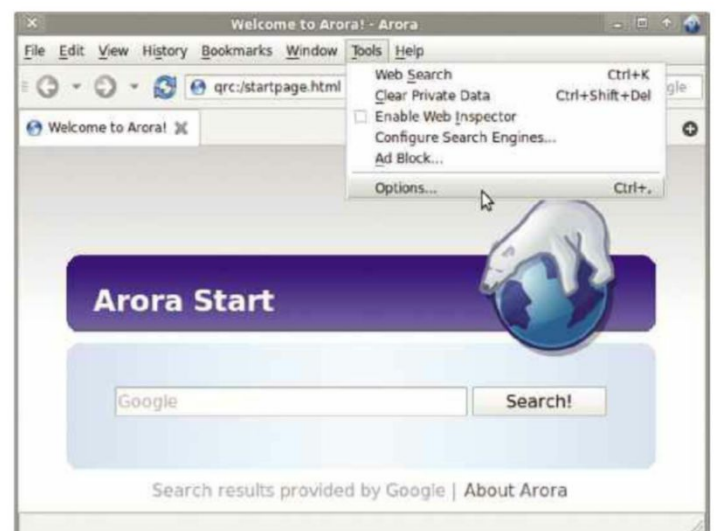 Welcome to Arora! - Arora
File Edit View History Bookmarks Window Tools Help
Web Search Ctrl+K
Clear Private Data Ctrl+Shift+Del
Enable Web Inspector
Configure Search Engines...
Ad Block...
Options... Ctrl+,
qrc:/startpage.html
gle
Welcome to Arora!
Arora Start
Google
Search!
Search results provided by Google | About Arora